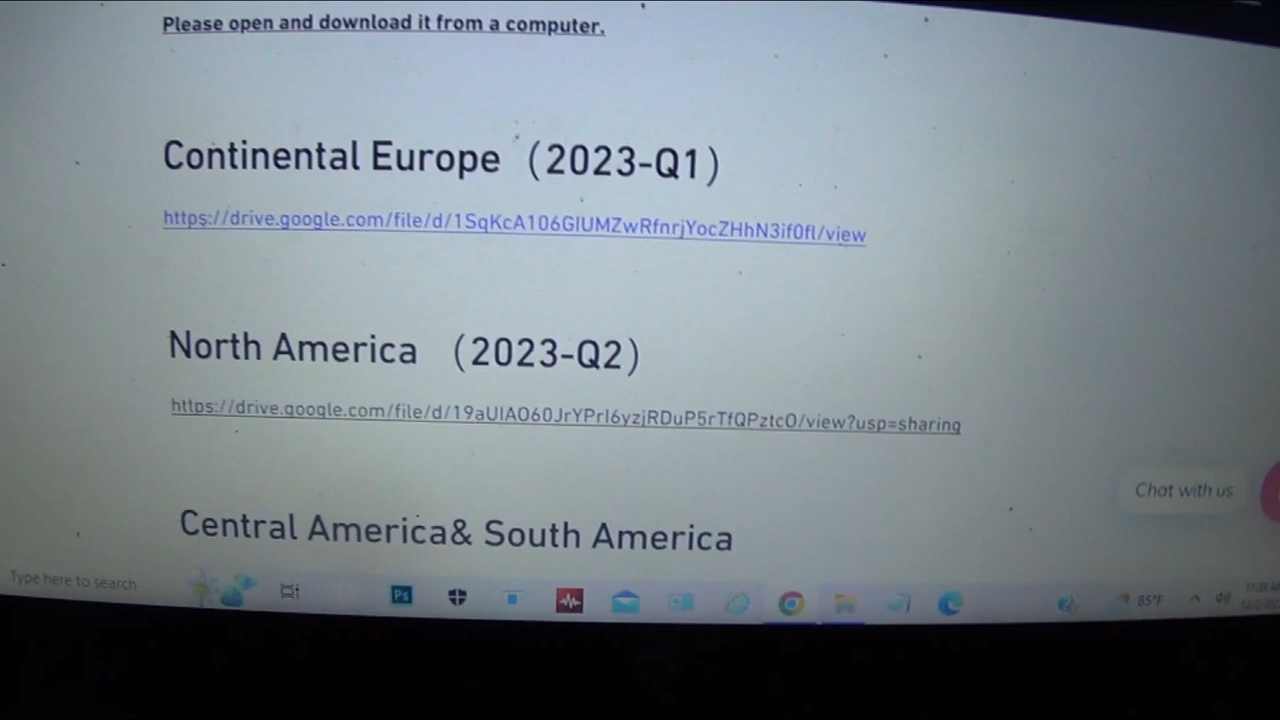 Please open and download it from a computer.
Continental Europe（2023-Q1）
https://drive.google.com/file/d/1SqKcA106GIUMZwRfnrjYocZHhN3if0fl/view
North America （2023-Q2）
https://drive.google.com/file/d/19aUIAO60JrYPrI6yzjRDuP5rTfQPztcO/view?usp=sharing
Chat with us
Central America& South America
Type here to search
Ps
85°F